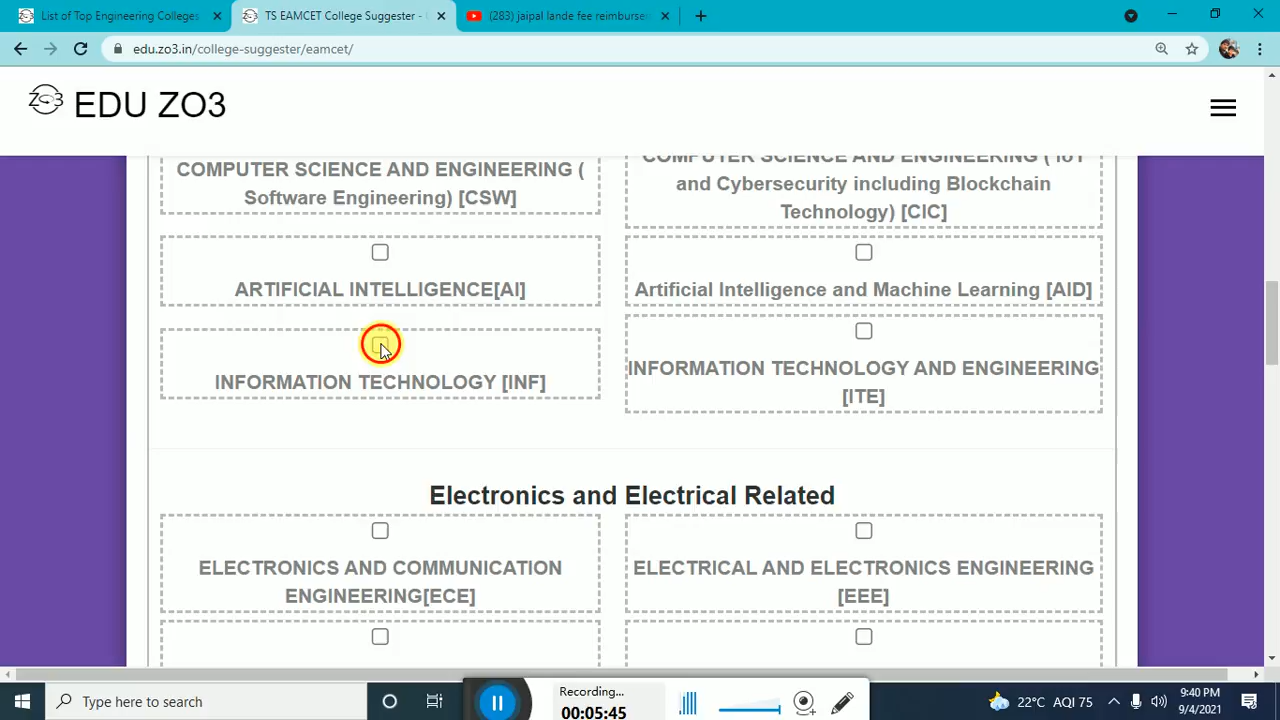 List of Top Engineering Colleges
TS EAMCET College Suggester -
(283) jaipal lande fee reimburse
edu.zo3.in/college-suggester/eamcet/
EDU ZO3
COMPUTER SCIENCE AND ENGINEERING (
Software Engineering) [CSW]
COMPUTER SCIENCE AND ENGINEERING ( IoT
and Cybersecurity including Blockchain
Technology) [CIC]
ARTIFICIAL INTELLIGENCE[AI]
Artificial Intelligence and Machine Learning [AID]
INFORMATION TECHNOLOGY [INF]
INFORMATION TECHNOLOGY AND ENGINEERING
[ITE]
Electronics and Electrical Related
ELECTRONICS AND COMMUNICATION
ENGINEERING[ECE]
ELECTRICAL AND ELECTRONICS ENGINEERING
[EEE]
Type here to search
Recording...
00:05:45
22°C AQI 75
9:40 PM
9/4/2021